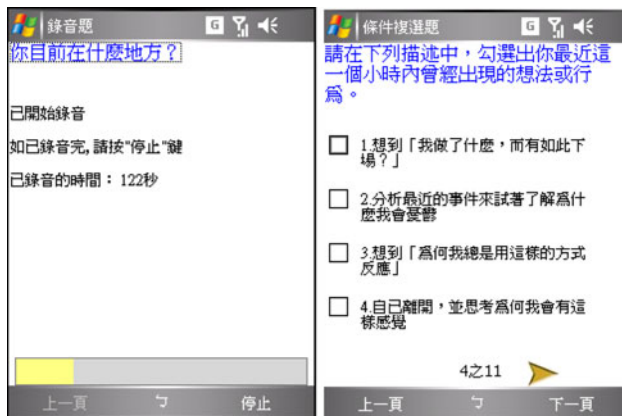 錄音題
G
你目前在什麼地方？
已開始錄音
如已錄音完,請按"停止"鍵
已錄音的時間： 122秒
上一頁 ㄅ 停止
條件複選題
G
請在下列描述中，勾選出你最近這
一個小時內曾經出現的想法或行
為。
1.想到「我做了什麼，而有如此下
場？」
2.分析最近的事件來試著了解為什
麼我會憂鬱
3.想到「為何我總是用這樣的方式
反應」
4.自己離開，並思考為何我會有這
樣感覺
4之11
上一頁 ㄅ 下一頁